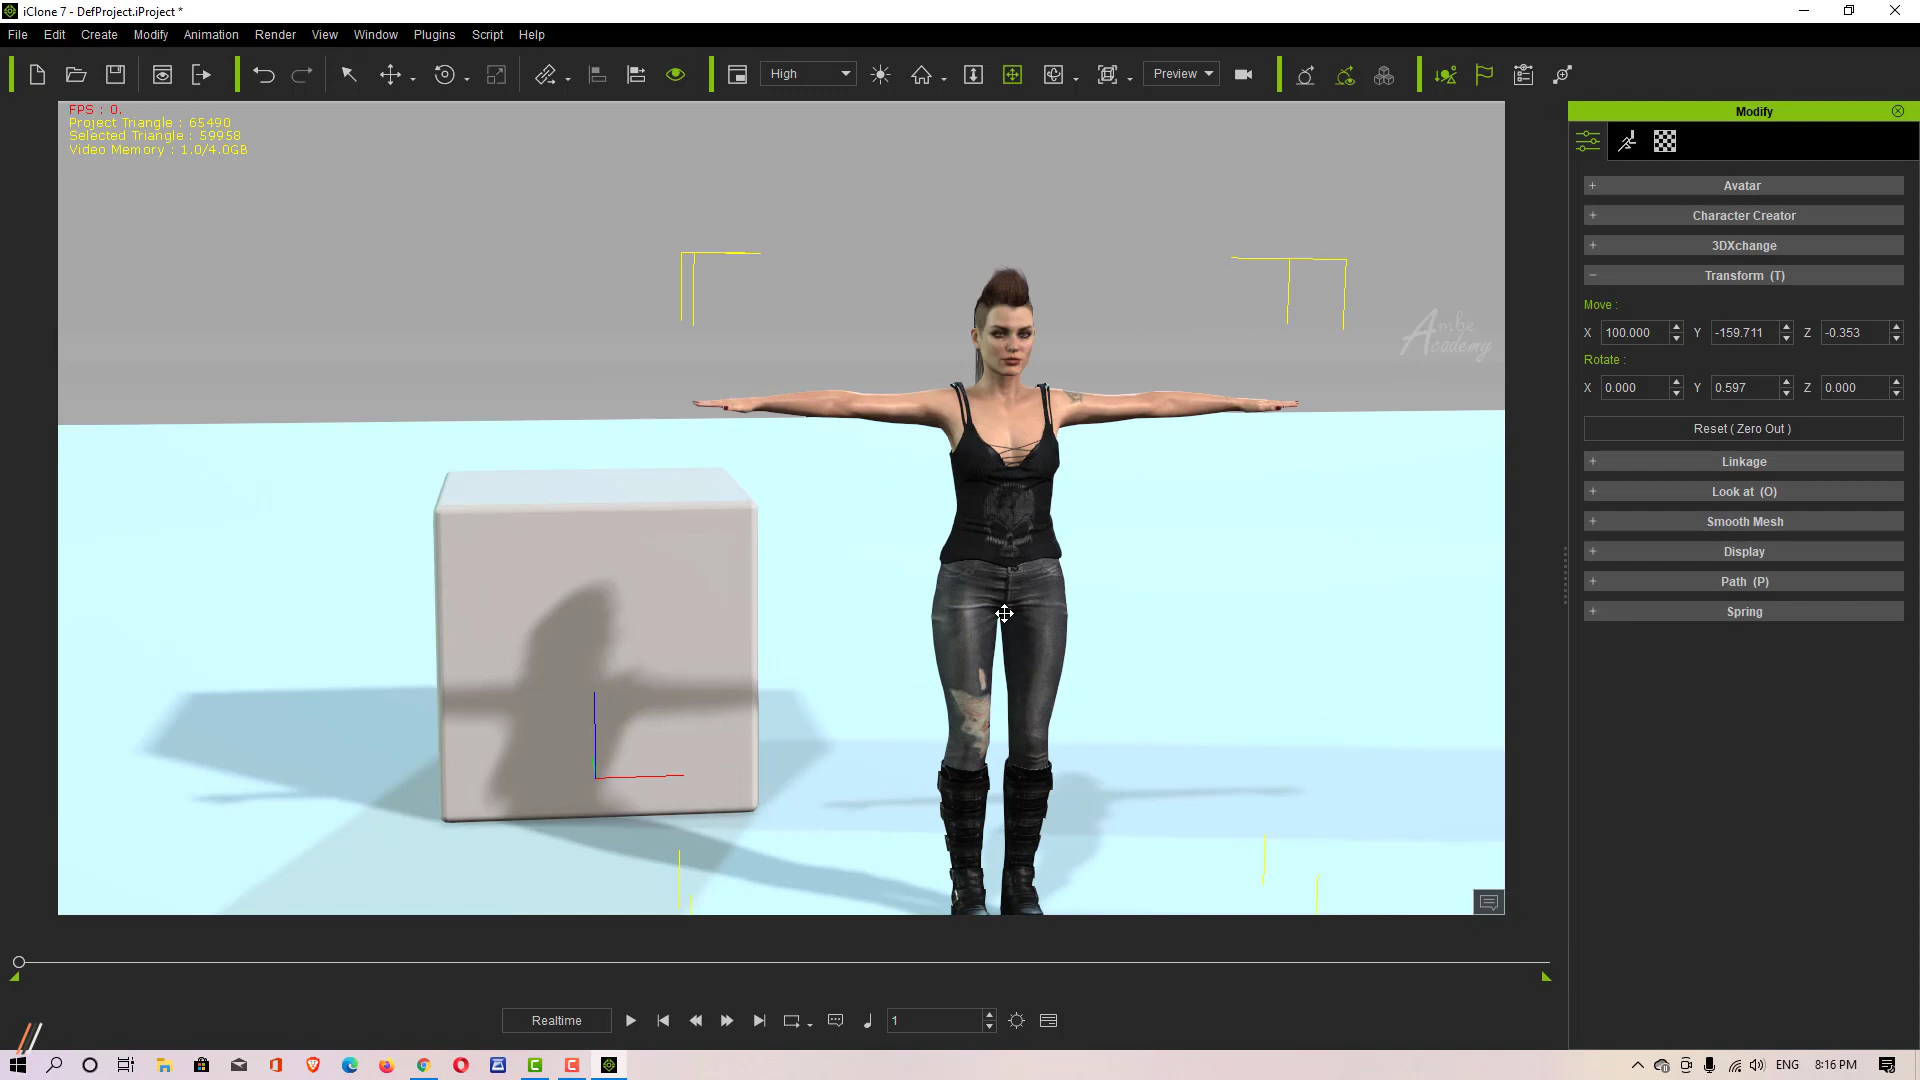 iClone 7 - DefProject.iProject *
File Edit Create Modify Animation Render View Window Plugins Script Help
High
Preview
FPS : 0.
Project Triangle : 65490
Selected Triangle : 59958
Video Memory : 1.0/4.0GB
Ambe
Academy
Modify
Avatar
Character Creator
3DXchange
Transform (T)
Move :
X 100.000 Y -159.711 Z -0.353
Rotate :
X 0.000 Y 0.597 Z 0.000
Reset ( Zero Out )
Linkage
Look at (O)
Smooth Mesh
Display
Path (P)
Spring
Realtime
1
ENG 8:16 PM